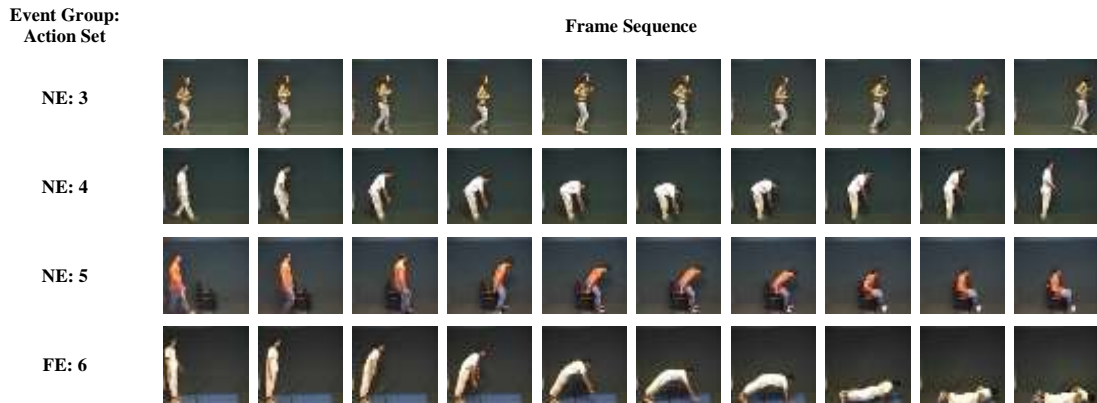 Event Group:
Action Set
Frame Sequence
NE: 3
NE: 4
NE: 5
FE: 6